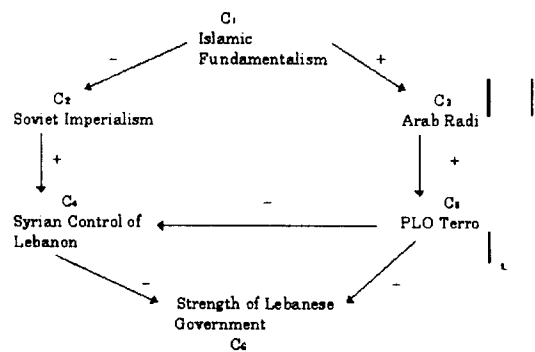 C₁
Islamic
Fundamentalism
-
+
C₂
Soviet Imperialism
C₃
Arab Radi
+
+
C₄
Syrian Control of
Lebanon
-
C₅
PLO Terro
-
-
Strength of Lebanese
Government
C₆